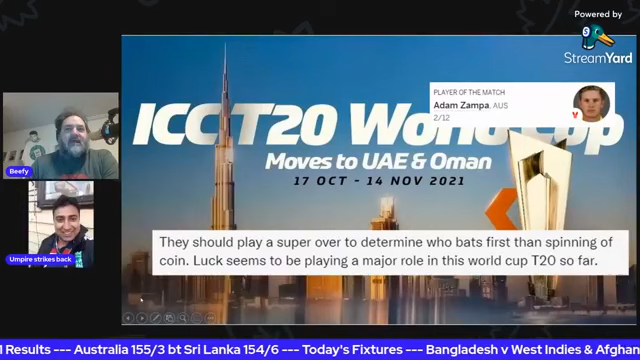 Powered by
StreamYard
PLAYER OF THE MATCH
Adam Zampa, AUS
2/12
ICC T20 World Cup
Moves to UAE & Oman
17 OCT - 14 NOV 2021
Beefy
They should play a super over to determine who bats first than spinning of
coin. Luck seems to be playing a major role in this world cup T20 so far.
Umpire strikes back
1 Results --- Australia 155/3 bt Sri Lanka 154/6 --- Today's Fixtures --- Bangladesh v West Indies & Afghan